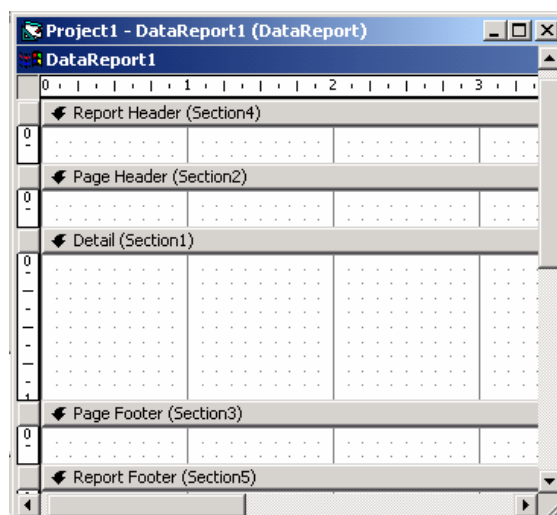 Project1 - DataReport1 (DataReport)
DataReport1
0 1 2 3
Report Header (Section4)
0
Page Header (Section2)
0
Detail (Section1)
0
1
Page Footer (Section3)
0
Report Footer (Section5)